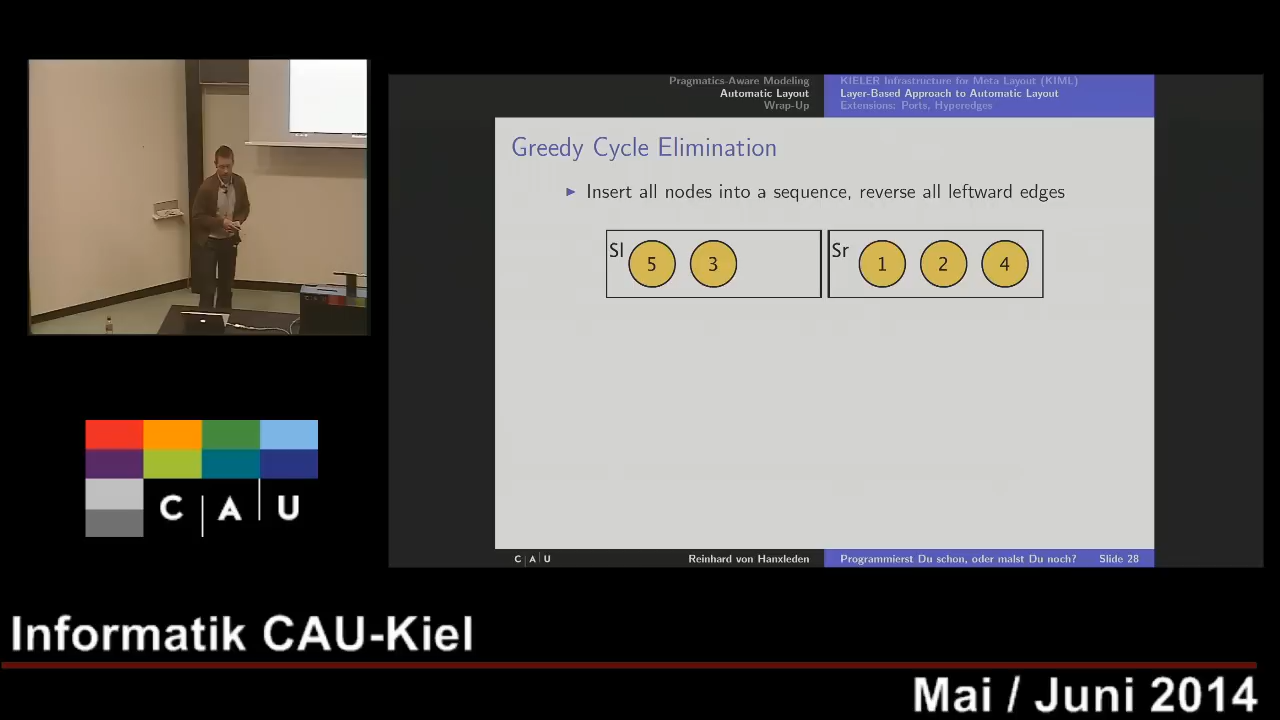 Pragmatics-Aware Modeling
Automatic Layout
Wrap-Up
KIELER Infrastructure for Meta Layout (KIML)
Layer-Based Approach to Automatic Layout
Extensions: Ports, Hyperedges
Greedy Cycle Elimination
▶ Insert all nodes into a sequence, reverse all leftward edges
Sl 5 3 Sr 1 2 4
C A U Reinhard von Hanxleden Programmierst Du schon, oder malst Du noch? Slide 28
C A U
Informatik CAU-Kiel
Mai / Juni 2014